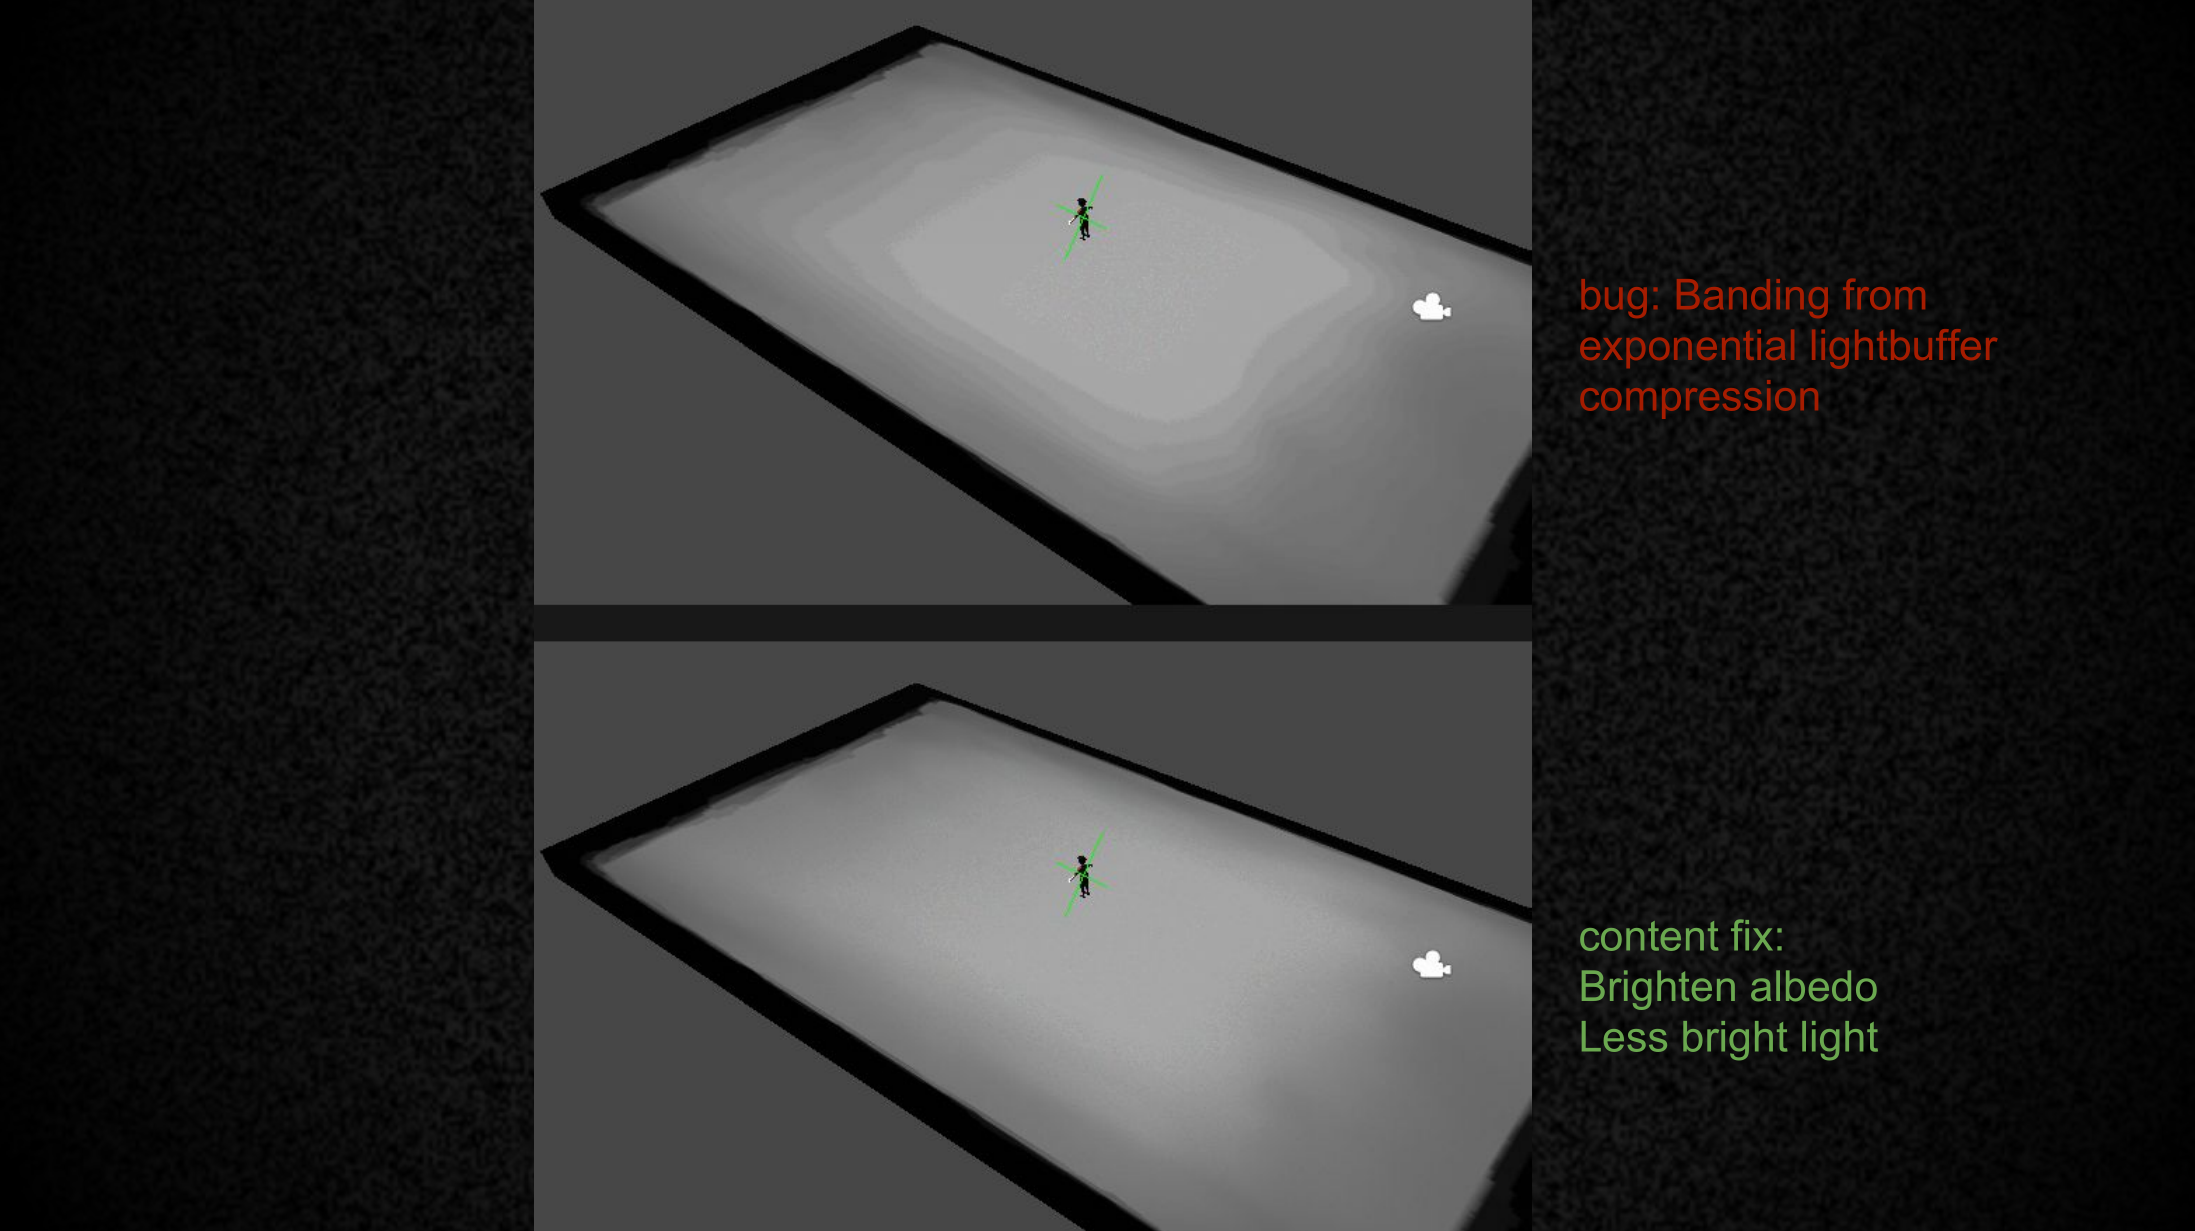 bug: Banding from
exponential lightbuffer
compression
content fix:
Brighten albedo
Less bright light